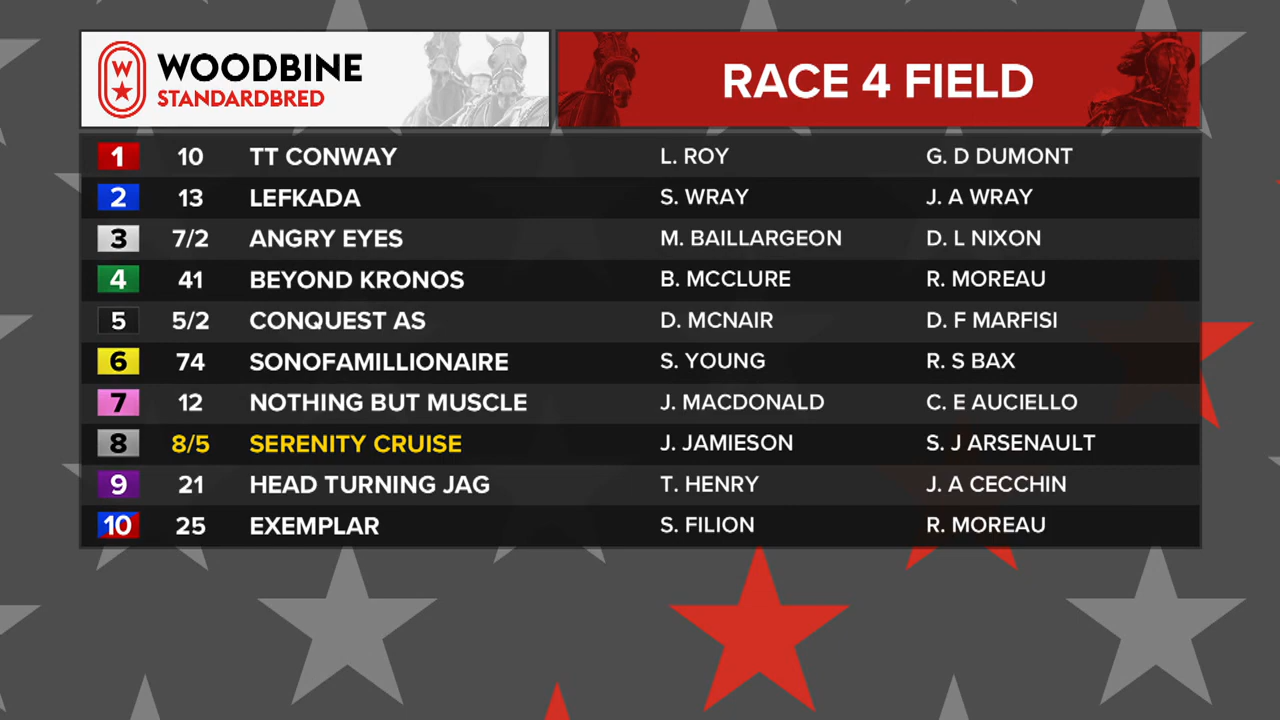 W
WOODBINE
STANDARDBRED
RACE 4 FIELD
1 10 TT CONWAY L. ROY G. D DUMONT
2 13 LEFKADA S. WRAY J. A WRAY
3 7/2 ANGRY EYES M. BAILLARGEON D. L NIXON
4 41 BEYOND KRONOS B. MCCLURE R. MOREAU
5 5/2 CONQUEST AS D. MCNAIR D. F MARFISI
6 74 SONOFAMILLIONAIRE S. YOUNG R. S BAX
7 12 NOTHING BUT MUSCLE J. MACDONALD C. E AUCIELLO
8 8/5 SERENITY CRUISE J. JAMIESON S. J ARSENAULT
9 21 HEAD TURNING JAG T. HENRY J. A CECCHIN
10 25 EXEMPLAR S. FILION R. MOREAU